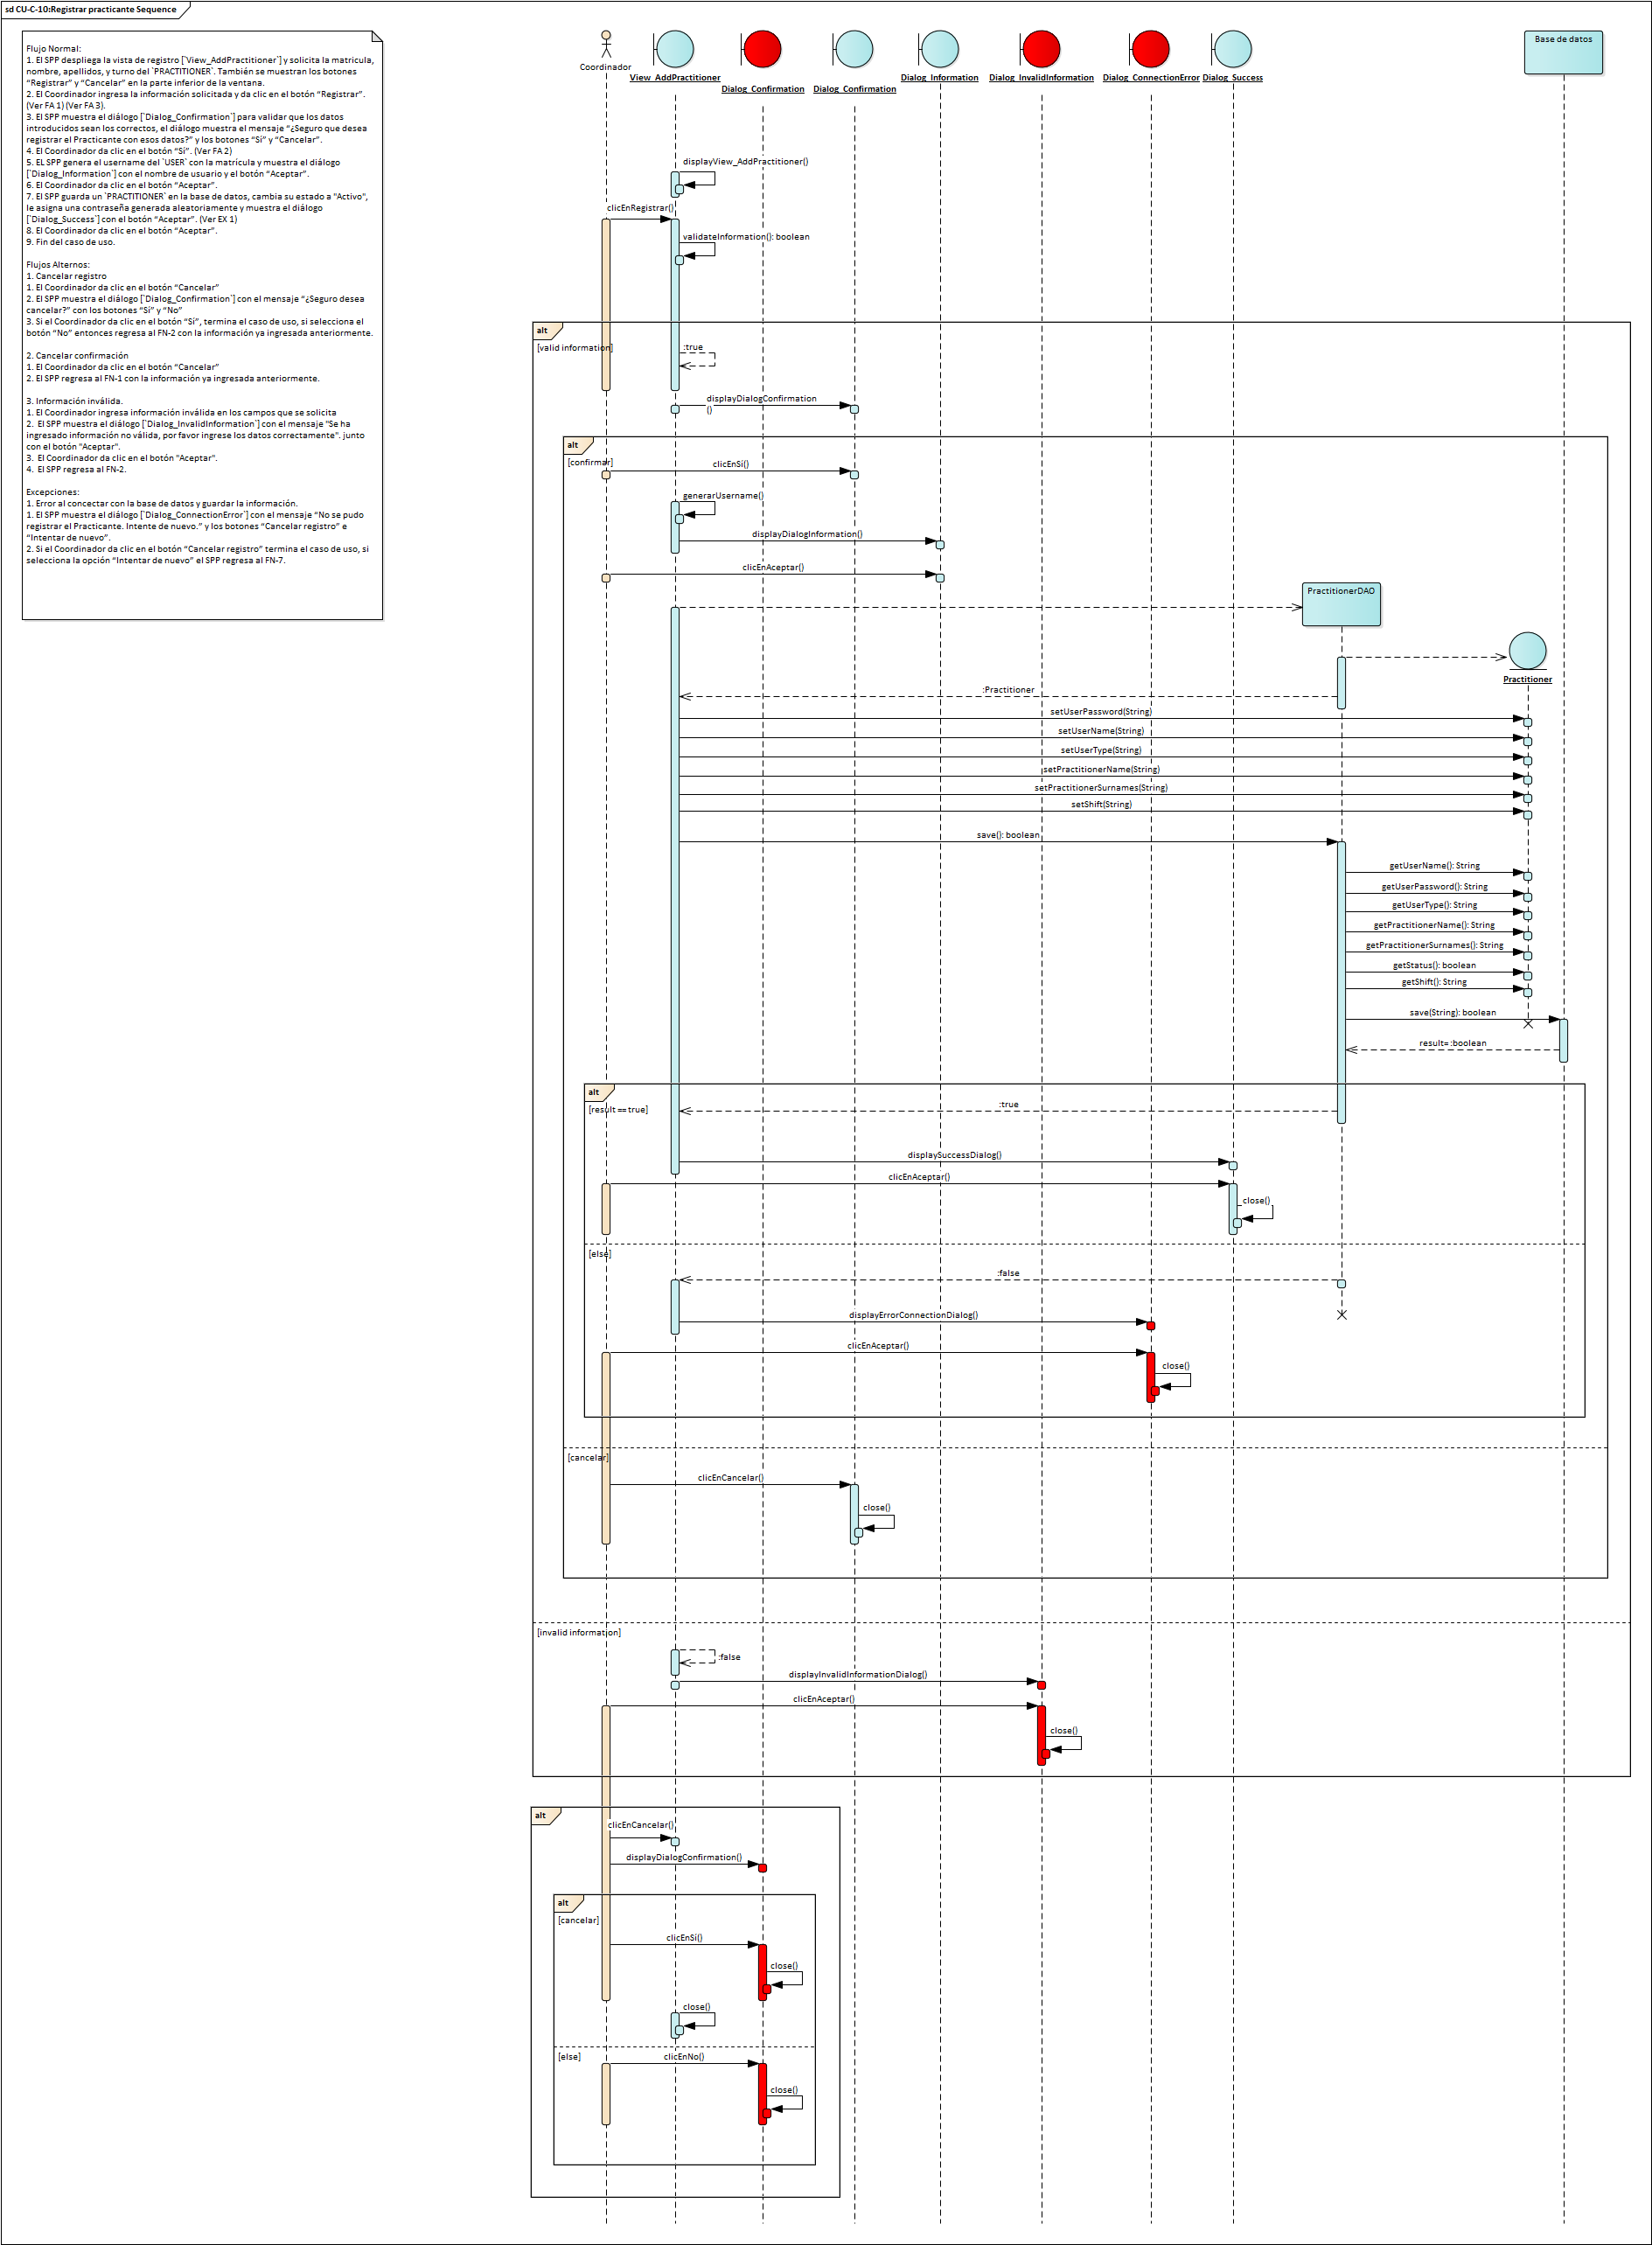 sd CU-C-10:Registrar practicante Sequence
Flujo Normal:
1. El SPP despliega la vista de registro [`View_AddPractitioner`] y solicita la matricula,
nombre, apellidos, y turno del `PRACTITIONER`. También se muestran los botones
“Registrar” y “Cancelar” en la parte inferior de la ventana.
2. El Coordinador ingresa la información solicitada y da clic en el botón “Registrar”.
(Ver FA 1) (Ver FA 3).
3. El SPP muestra el diálogo [`Dialog_Confirmation`] para validar que los datos
introducidos sean los correctos, el diálogo muestra el mensaje “¿Seguro que desea
registrar el Practicante con esos datos?” y los botones “Sí” y “Cancelar”.
4. El Coordinador da clic en el botón “Sí”. (Ver FA 2)
5. EL SPP genera el username del `USER` con la matrícula y muestra el diálogo
[`Dialog_Information`] con el nombre de usuario y el botón “Aceptar”.
6. El Coordinador da clic en el botón “Aceptar”.
7. El SPP guarda un `PRACTITIONER` en la base de datos, cambia su estado a "Activo",
le asigna una contraseña generada aleatoriamente y muestra el diálogo
[`Dialog_Success`] con el botón “Aceptar”. (Ver EX 1)
8. El Coordinador da clic en el botón “Aceptar”.
9. Fin del caso de uso.
Flujos Alternos:
1. Cancelar registro
1. El Coordinador da clic en el botón “Cancelar”
2. El SPP muestra el diálogo [`Dialog_Confirmation`] con el mensaje “¿Seguro desea
cancelar?” con los botones “Sí” y “No”
3. Si el Coordinador da clic en el botón “Sí”, termina el caso de uso, si selecciona el
botón “No” entonces regresa al FN-2 con la información ya ingresada anteriormente.
2. Cancelar confirmación
1. El Coordinador da clic en el botón “Cancelar”
2. El SPP regresa al FN-1 con la información ya ingresada anteriormente.
3. Información inválida.
1. El Coordinador ingresa información inválida en los campos que se solicita
2. El SPP muestra el diálogo [`Dialog_InvalidInformation`] con el mensaje “Se ha
ingresado información no válida, por favor ingrese los datos correctamente”. junto
con el botón "Aceptar".
3. El Coordinador da clic en el botón "Aceptar".
4. El SPP regresa al FN-2.
Excepciones:
1. Error al concectar con la base de datos y guardar la información.
1. El SPP muestra el diálogo [`Dialog_ConnectionError`] con el mensaje “No se pudo
registrar el Practicante. Intente de nuevo.” y los botones “Cancelar registro” e
“Intentar de nuevo”.
2. Si el Coordinador da clic en el botón “Cancelar registro” termina el caso de uso, si
selecciona la opción “Intentar de nuevo” el SPP regresa al FN-7.
Coordinador
View_AddPractitioner
Dialog_Confirmation
Dialog_Confirmation
Dialog_Information
Dialog_InvalidInformation
Dialog_ConnectionError
Dialog_Success
Base de datos
displayView_AddPractitioner()
clicEnRegistrar()
validateInformation(): boolean
alt
[valid information]
:true
displayDialogConfirmation
()
alt
[confirmar]
clicEnSí()
generarUsername()
displayDialogInformation()
clicEnAceptar()
PractitionerDAO
Practitioner
:Practitioner
setUserPassword(String)
setUserName(String)
setUserType(String)
setPractitionerName(String)
setPractitionerSurnames(String)
setShift(String)
save(): boolean
getUserName(): String
getUserPassword(): String
getUserType(): String
getPractitionerName(): String
getPractitionerSurnames(): String
getStatus(): boolean
getShift(): String
save(String): boolean
result= :boolean
alt
[result == true]
:true
displaySuccessDialog()
clicEnAceptar()
close()
[else]
:false
displayErrorConnectionDialog()
clicEnAceptar()
close()
[cancelar]
clicEnCancelar()
close()
[invalid information]
:false
displayInvalidInformationDialog()
clicEnAceptar()
close()
alt
clicEnCancelar()
displayDialogConfirmation()
alt
[cancelar]
clicEnSí()
close()
close()
[else]
clicEnNo()
close()